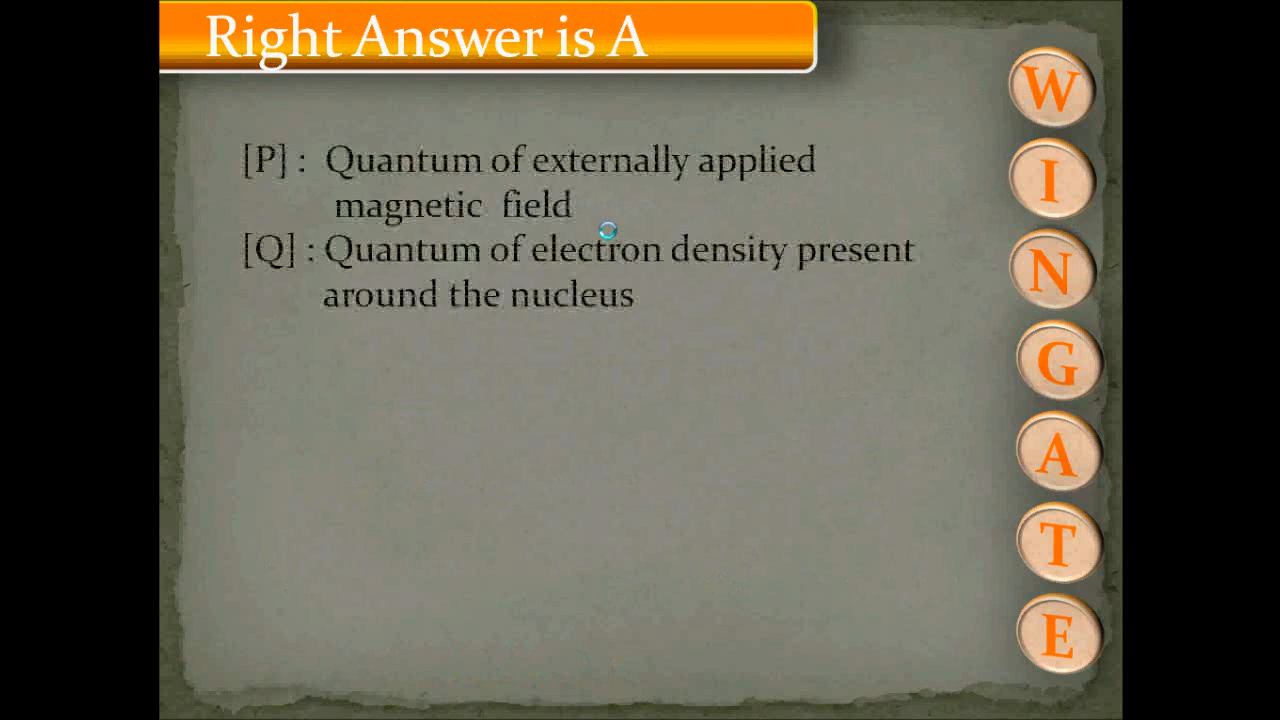 Right Answer is A
[P] : Quantum of externally applied
magnetic field
[Q] : Quantum of electron density present
around the nucleus
W
I
N
G
A
T
E